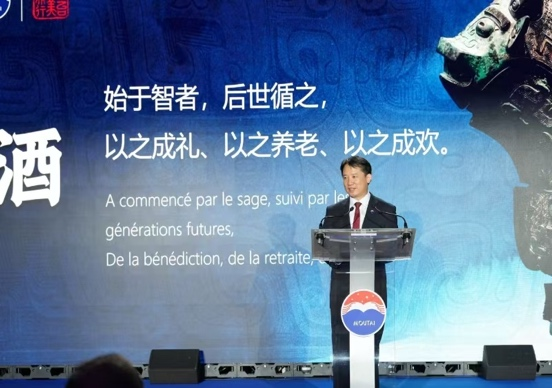 酒
始于智者，后世循之，
以之成礼、以之养老、以之成欢。
A commencé par le sage, suivi par les
générations futures,
De la bénédiction, de la retraite,
MOUTAI